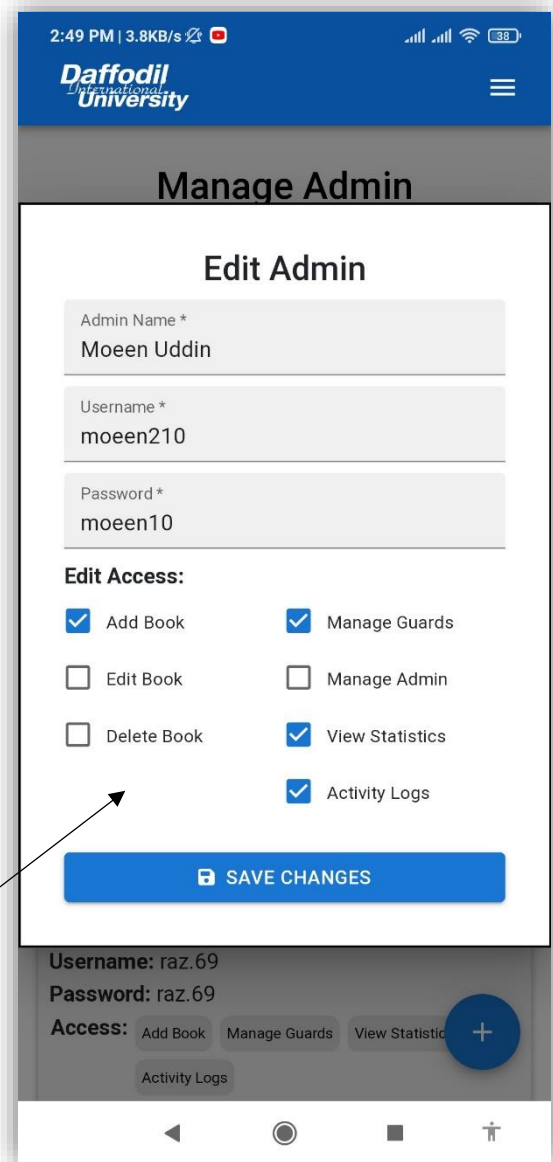 2:49 PM | 3.8KB/s
38
Daffodil
International
University
Manage Admin
Edit Admin
Admin Name *
Moeen Uddin
Username *
moeen210
Password *
moeen10
Edit Access:
Add Book Manage Guards
Edit Book Manage Admin
Delete Book View Statistics
Activity Logs
SAVE CHANGES
Username: raz.69
Password: raz.69
Access: Add Book Manage Guards View Statistic
+
Activity Logs